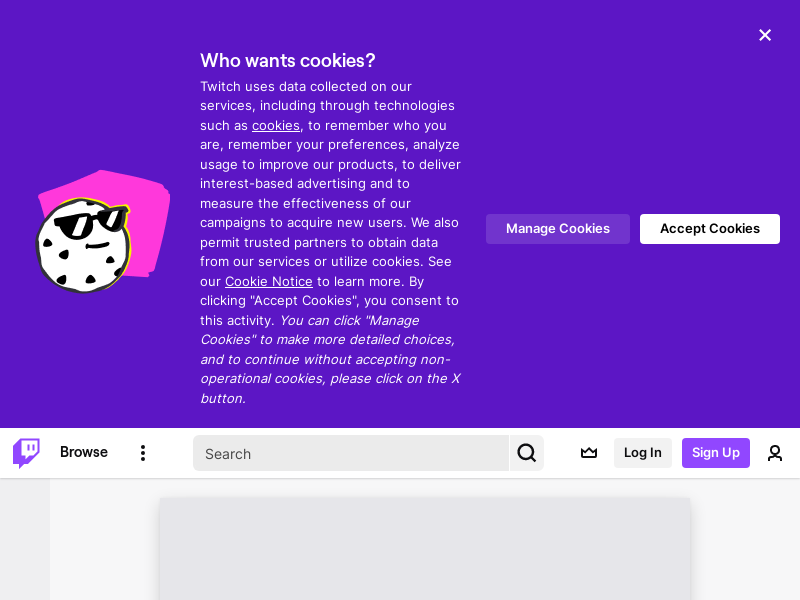 Who wants cookies?
Twitch uses data collected on our
services, including through technologies
such as cookies, to remember who you
are, remember your preferences, analyze
usage to improve our products, to deliver
interest-based advertising and to
measure the effectiveness of our
campaigns to acquire new users. We also
permit trusted partners to obtain data
from our services or utilize cookies. See
our Cookie Notice to learn more. By
clicking "Accept Cookies", you consent to
this activity. You can click "Manage
Cookies" to make more detailed choices,
and to continue without accepting non-
operational cookies, please click on the X
button.
Manage Cookies
Accept Cookies
Browse
Search
Log In
Sign Up